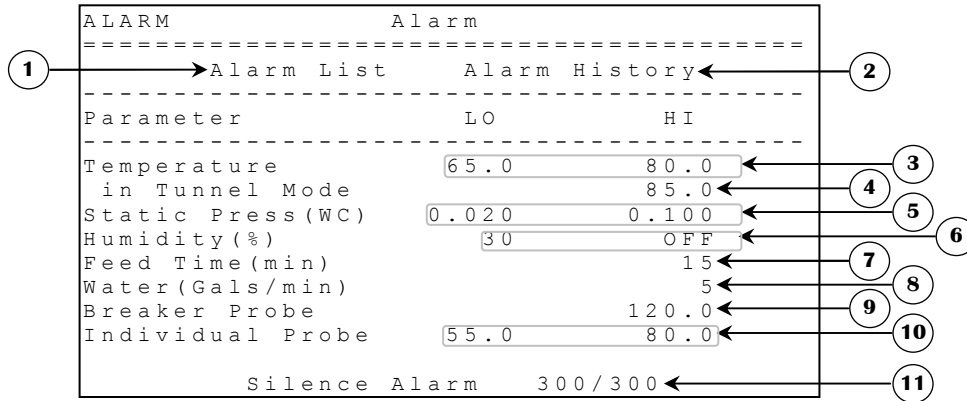 ALARM Alarm
========================================
1 Alarm List Alarm History 2
----------------------------------------
Parameter LO HI
----------------------------------------
Temperature 65.0 80.0 3
in Tunnel Mode 85.0 4
Static Press(WC) 0.020 0.100 5
Humidity(%) 30 OFF 6
Feed Time(min) 15 7
Water(Gals/min) 5 8
Breaker Probe 120.0 9
Individual Probe 55.0 80.0 10
Silence Alarm 300/300 11